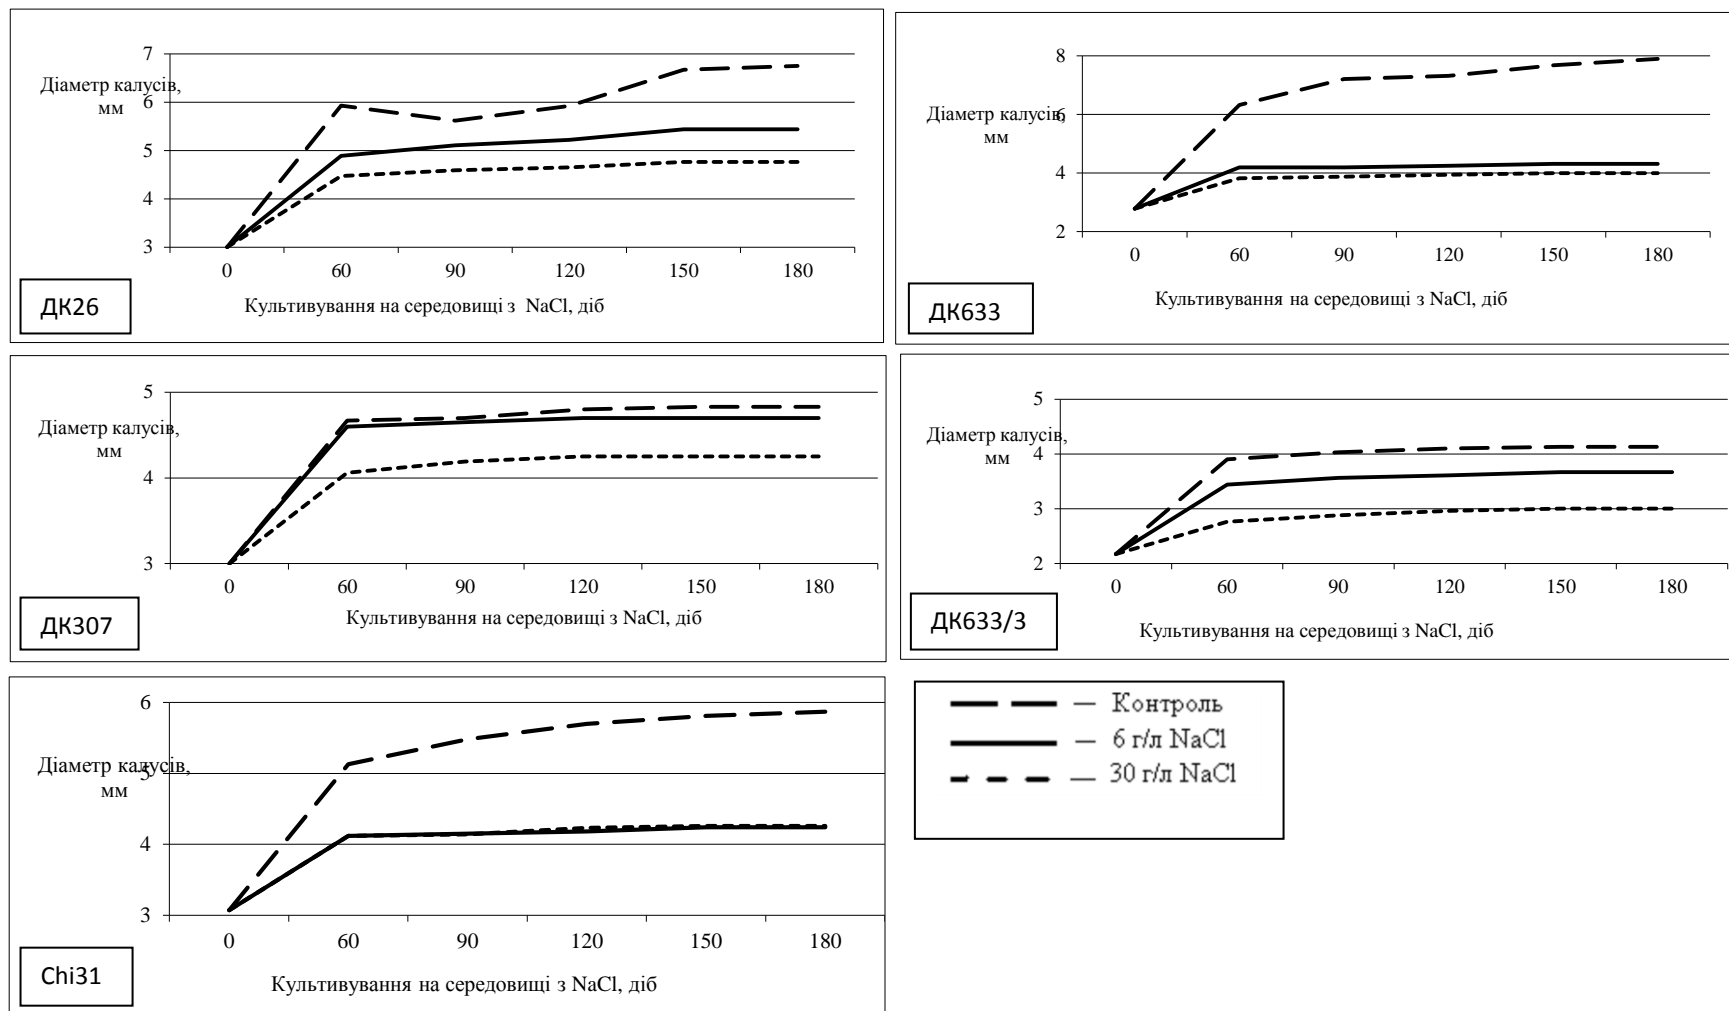 7
6
5
4
3
Діаметр калусів,
мм
0 60 90 120 150 180
Культивування на середовищі з NaCl, діб
ДК26
8
6
4
2
Діаметр калусів,
мм
0 60 90 120 150 180
Культивування на середовищі з NaCl, діб
ДК633
5
4
3
Діаметр калусів,
мм
0 60 90 120 150 180
Культивування на середовищі з NaCl, діб
ДК307
5
4
3
2
Діаметр калусів,
мм
0 60 90 120 150 180
Культивування на середовищі з NaCl, діб
ДК633/3
6
5
4
3
Діаметр калусів,
мм
0 60 90 120 150 180
Культивування на середовищі з NaCl, діб
Chi31
— Контроль
— 6 г/л NaCl
— 30 г/л NaCl